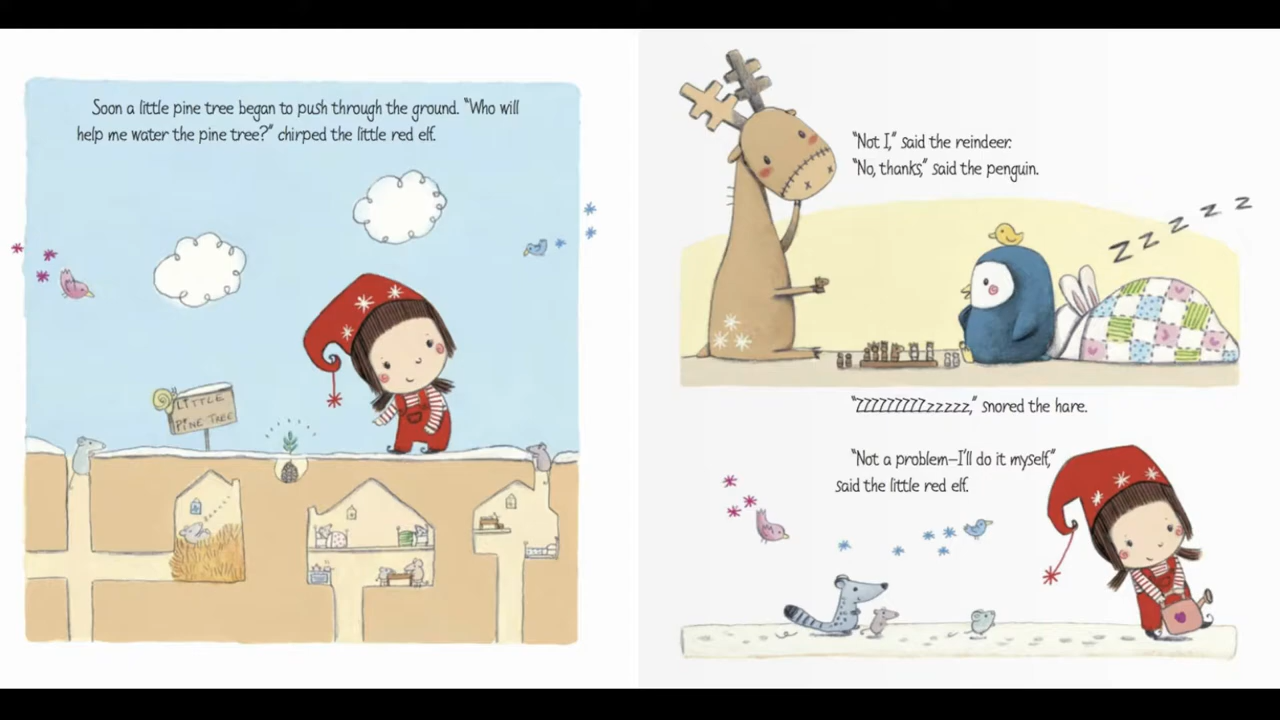 Soon a little pine tree began to push through the ground. "Who will
help me water the pine tree?" chirped the little red elf.
LITTLE
PINE TREE
"Not I," said the reindeer.
"No, thanks," said the penguin.
Z Z Z Z Z Z
"ZZZZZZZZZzzzzz," snored the hare.
"Not a problem—I'll do it myself,"
said the little red elf.